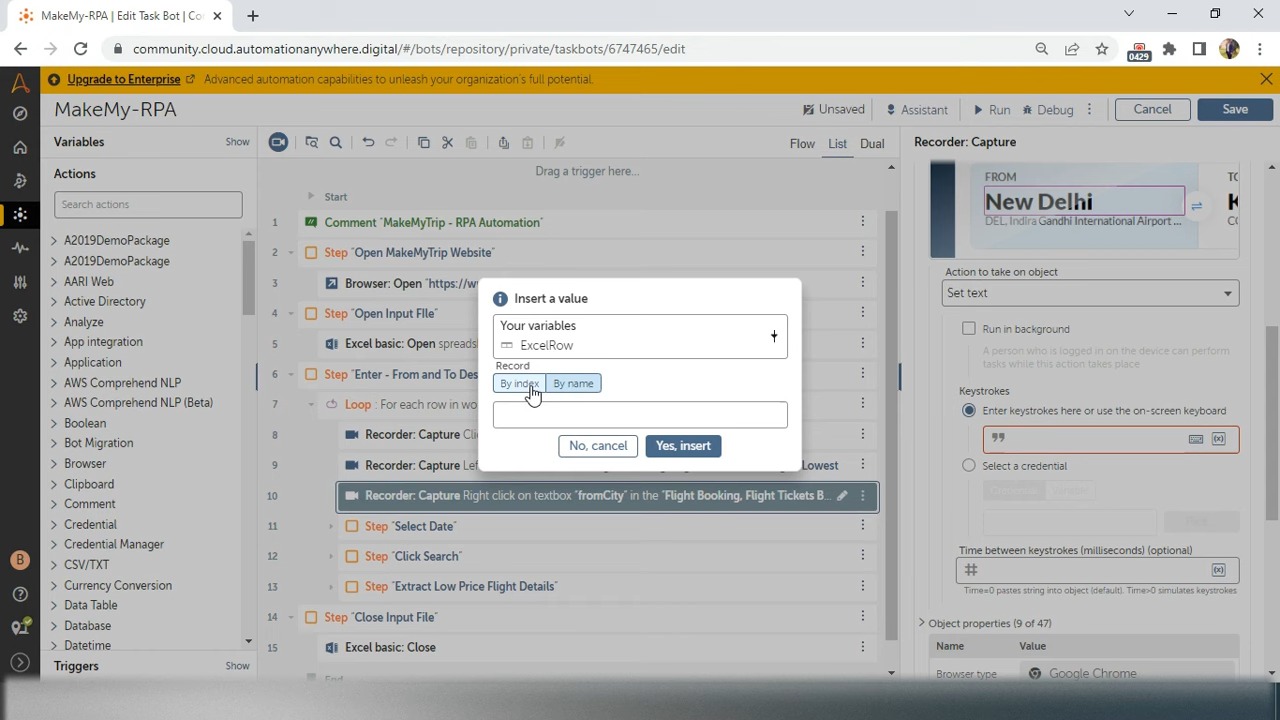 MakeMy-RPA | Edit Task Bot | Co
community.cloud.automationanywhere.digital/#/bots/repository/private/taskbots/6747465/edit
0429
Upgrade to Enterprise Advanced automation capabilities to unleash your organization's full potential.
MakeMy-RPA
Unsaved
Assistant
Run
Debug
Cancel
Save
Variables
Show
Actions
Search actions
A2019DemoPackage
A2019DemoPackage
AARI Web
Active Directory
Analyze
App integration
Application
AWS Comprehend NLP
AWS Comprehend NLP (Beta)
Boolean
Bot Migration
Browser
Clipboard
Comment
Credential
Credential Manager
CSV/TXT
Currency Conversion
Data Table
Database
Datetime
Triggers
Show
B
Flow
List
Dual
Drag a trigger here...
Start
1 Comment "MakeMyTrip - RPA Automation"
2 Step "Open MakeMyTrip Website"
3 Browser: Open "https://w
4 Step "Open Input FIle"
5 Excel basic: Open spreads
6 Step "Enter - From and To Des
7 Loop : For each row in wo
8 Recorder: Capture Cli
9 Recorder: Capture Le Lowest
10 Recorder: Capture Right click on textbox "fromCity" in the "Flight Booking, Flight Tickets B...
11 Step "Select Date"
12 Step "Click Search"
13 Step "Extract Low Price Flight Details"
14 Step "Close Input File"
15 Excel basic: Close
End
Insert a value
Your variables
ExcelRow
Record
By index
By name
No, cancel
Yes, insert
Recorder: Capture
FROM
New Delhi
DEL, Indira Gandhi International Airport ...
Action to take on object
Set text
Run in background
A person who is logged in on the device can perform
tasks while this action takes place
Keystrokes
Enter keystrokes here or use the on-screen keyboard
(x)
Select a credential
Time between keystrokes (milliseconds) (optional)
# (x)
Time=0 pastes string into object (default). Time>0 simulates keystrokes
Object properties (9 of 47)
Name Value
Browser type Google Chrome